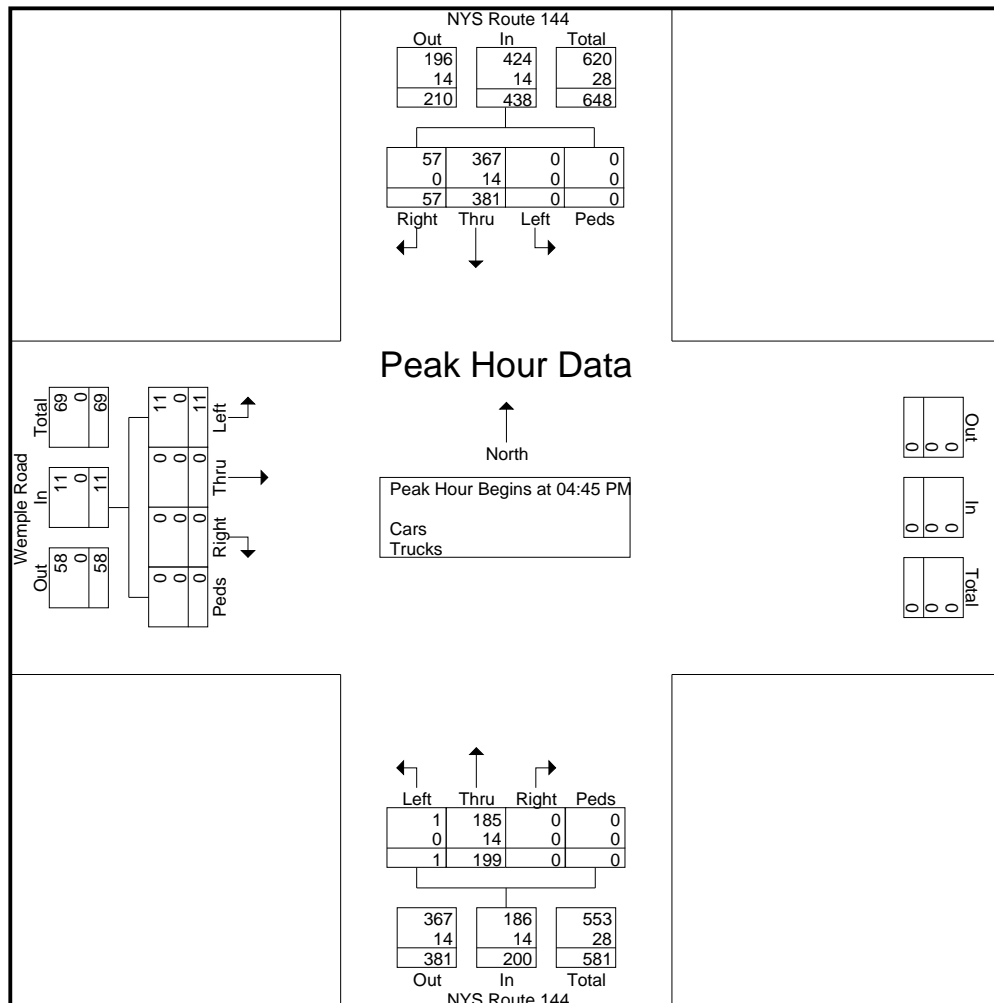 NYS Route 144
Out In Total
196 424 620
14 14 28
210 438 648
57 367 0 0
0 14 0 0
57 381 0 0
Right Thru Left Peds
Peak Hour Data
North
Peak Hour Begins at 04:45 PM
Cars
Trucks
Wemple Road
Out In Total
58 11 69
0 0 0
58 11 69
Peds Right Thru Left
0 0 0 11
0 0 0 0
0 0 0 11
Out In Total
0 0 0
0 0 0
0 0 0
Left Thru Right Peds
1 185 0 0
0 14 0 0
1 199 0 0
367 186 553
14 14 28
381 200 581
Out In Total
NYS Route 144